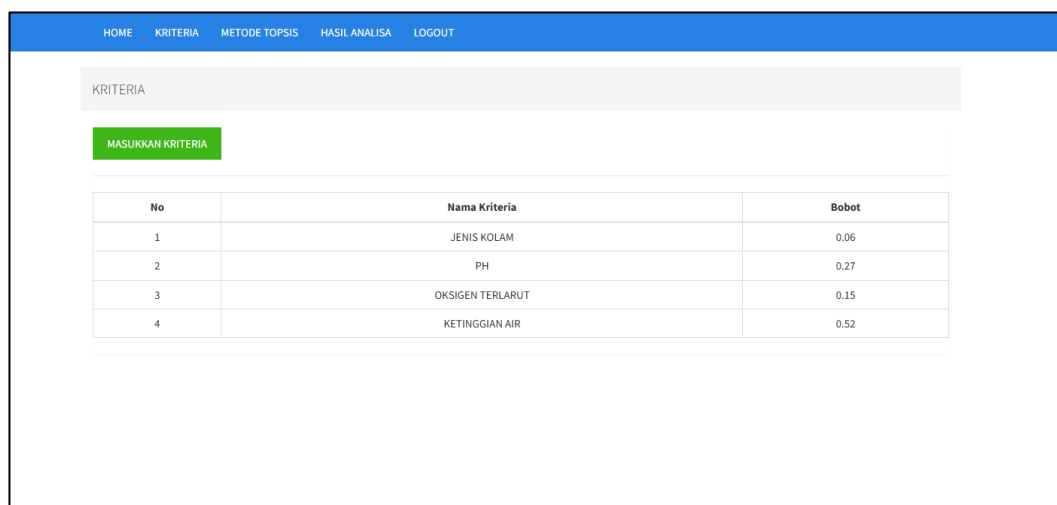 HOME KRITERIA METODE TOPSIS HASIL ANALISA LOGOUT
KRITERIA
MASUKKAN KRITERIA
No Nama Kriteria Bobot
1 JENIS KOLAM 0.06
2 PH 0.27
3 OKSIGEN TERLARUT 0.15
4 KETINGGIAN AIR 0.52